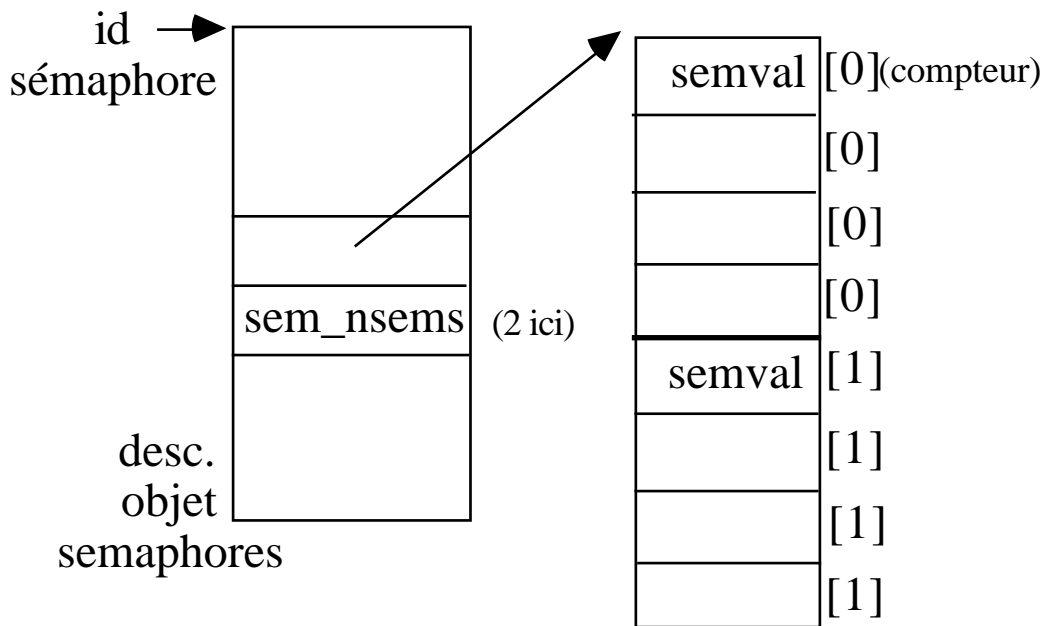 id
sémaphore
sem_nsems (2 ici)
desc.
objet
semaphores
semval [0](compteur)
[0]
[0]
[0]
semval [1]
[1]
[1]
[1]